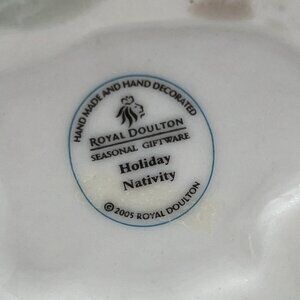 HAND MADE AND HAND DECORATED
ROYAL DOULTON
SEASONAL GIFTWARE
Holiday
Nativity
© 2005 ROYAL DOULTON